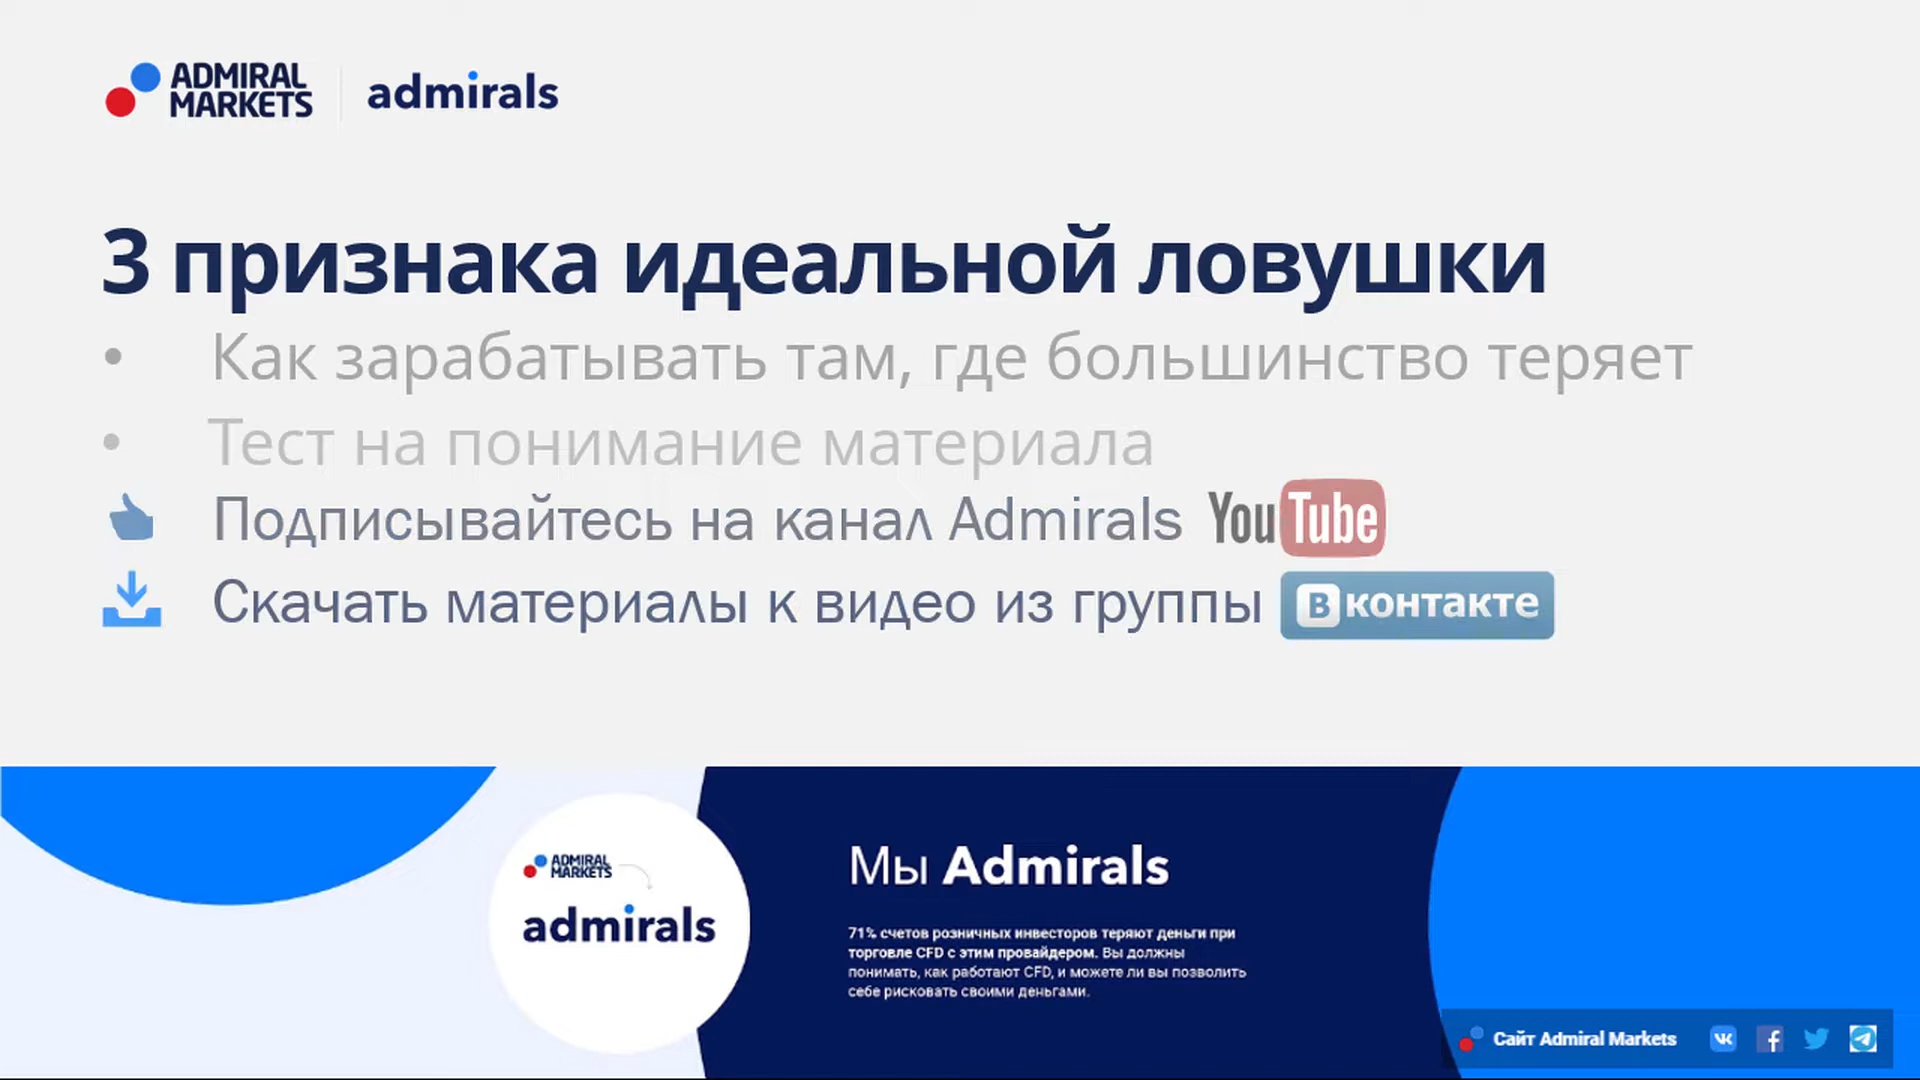 ADMIRAL
MARKETS
admirals
3 признака идеальной ловушки
• Как зарабатывать там, где большинство теряет
• Тест на понимание материала
Подписывайтесь на канал Admirals YouTube
Скачать материалы к видео из группы Вконтакте
ADMIRAL
MARKETS
admirals
Мы Admirals
71% счетов розничных инвесторов теряют деньги при
торговле CFD с этим провайдером. Вы должны
понимать, как работают CFD, и можете ли вы позволить
себе рисковать своими деньгами.
Сайт Admiral Markets